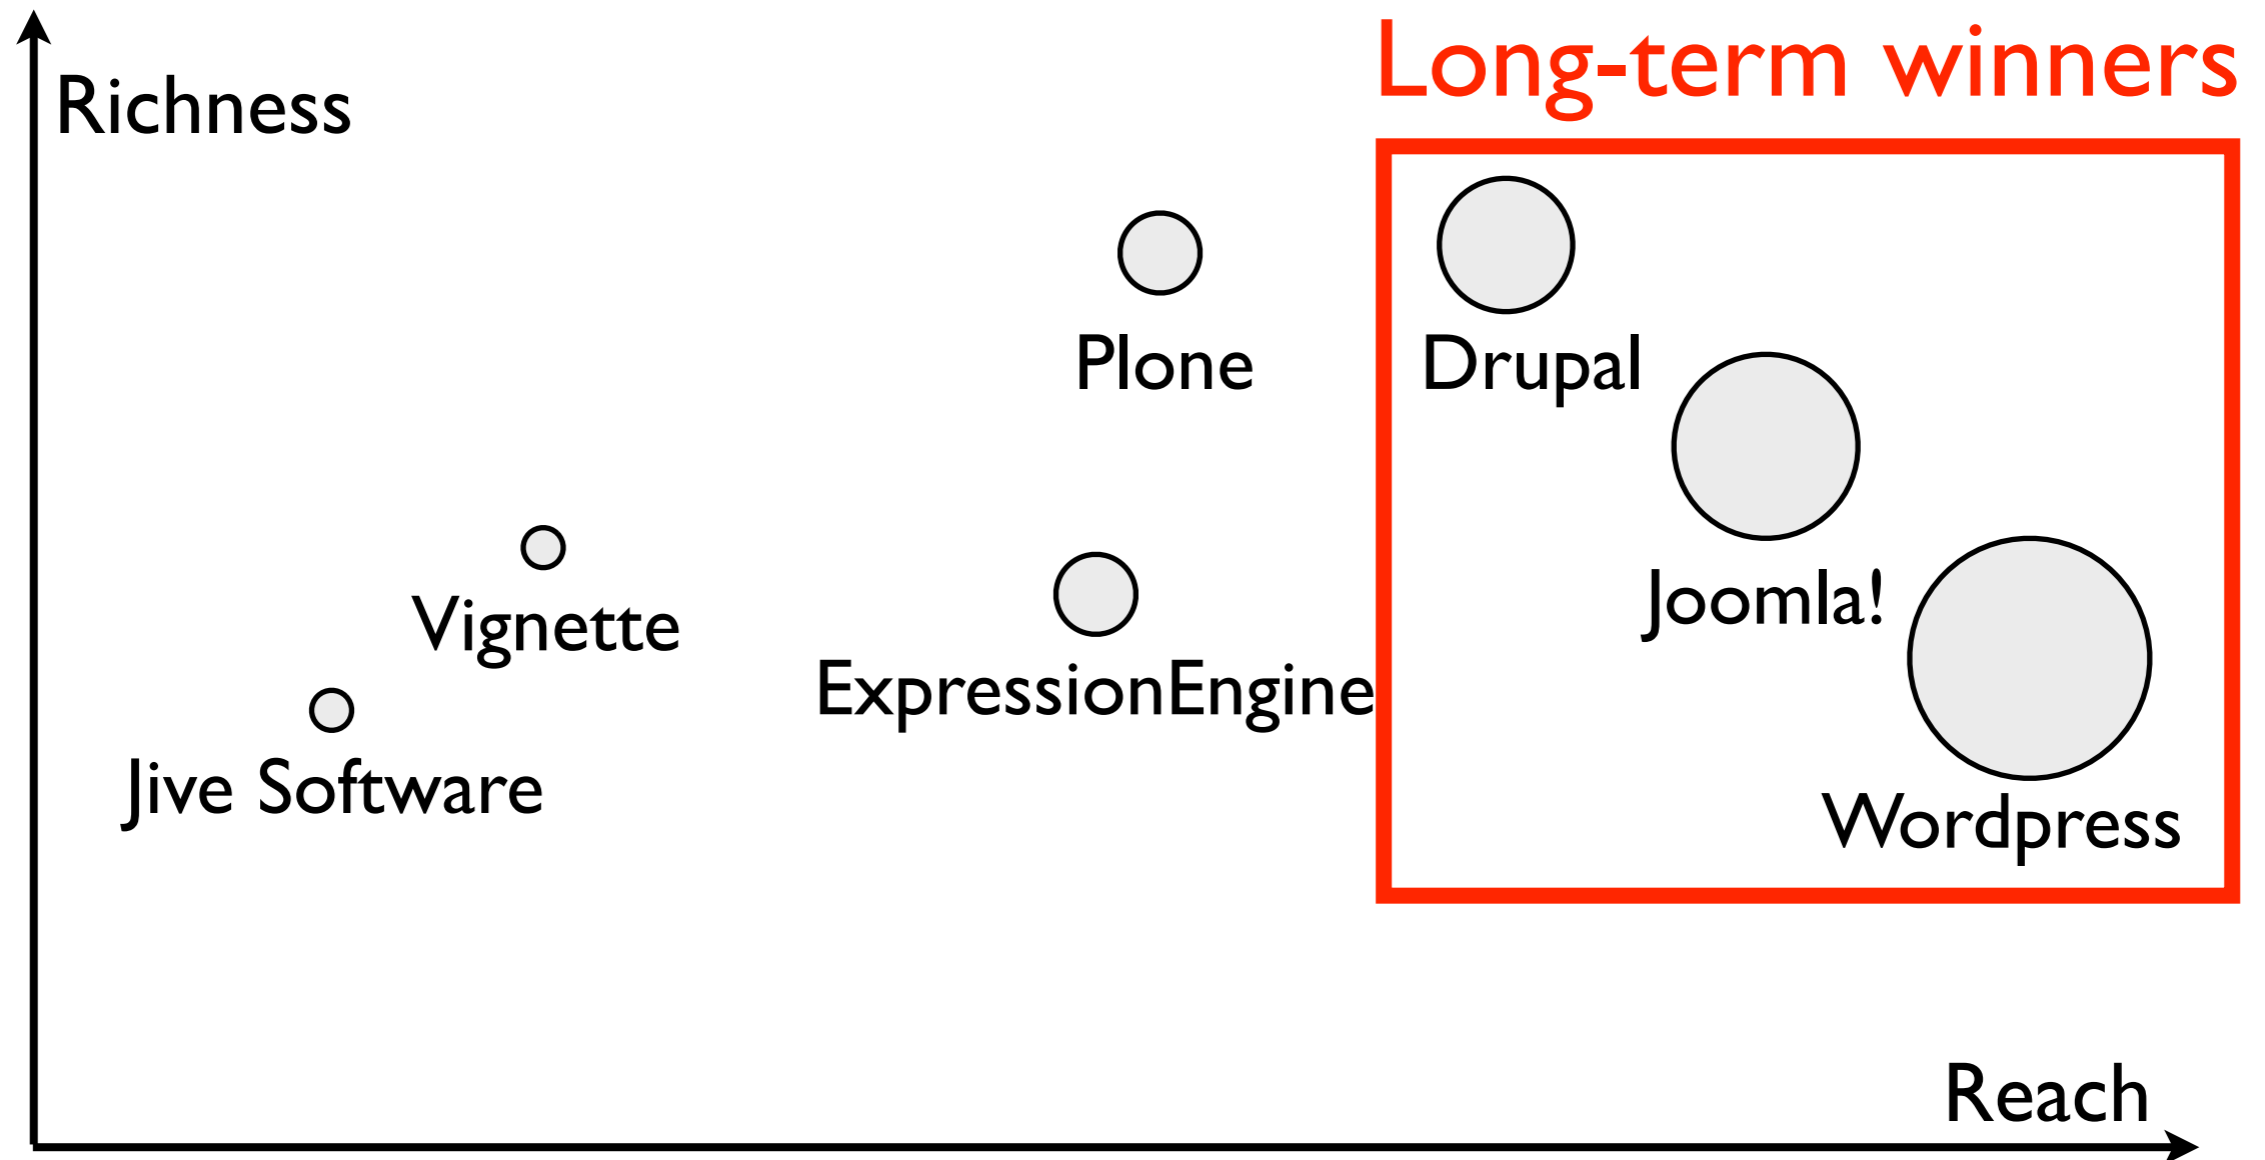 Long-term winners
Richness
Plone
Drupal
Joomla!
Vignette
ExpressionEngine
Jive Software
Wordpress
Reach